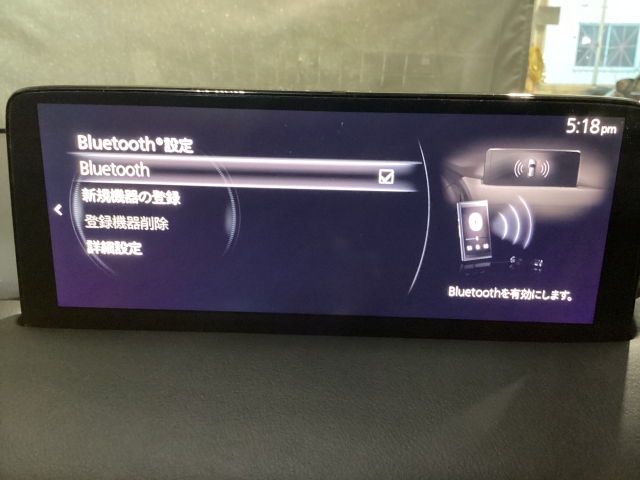 5:18pm
Bluetooth®設定
Bluetooth
新規機器の登録
登録機器削除
詳細設定
Bluetoothを有効にします。